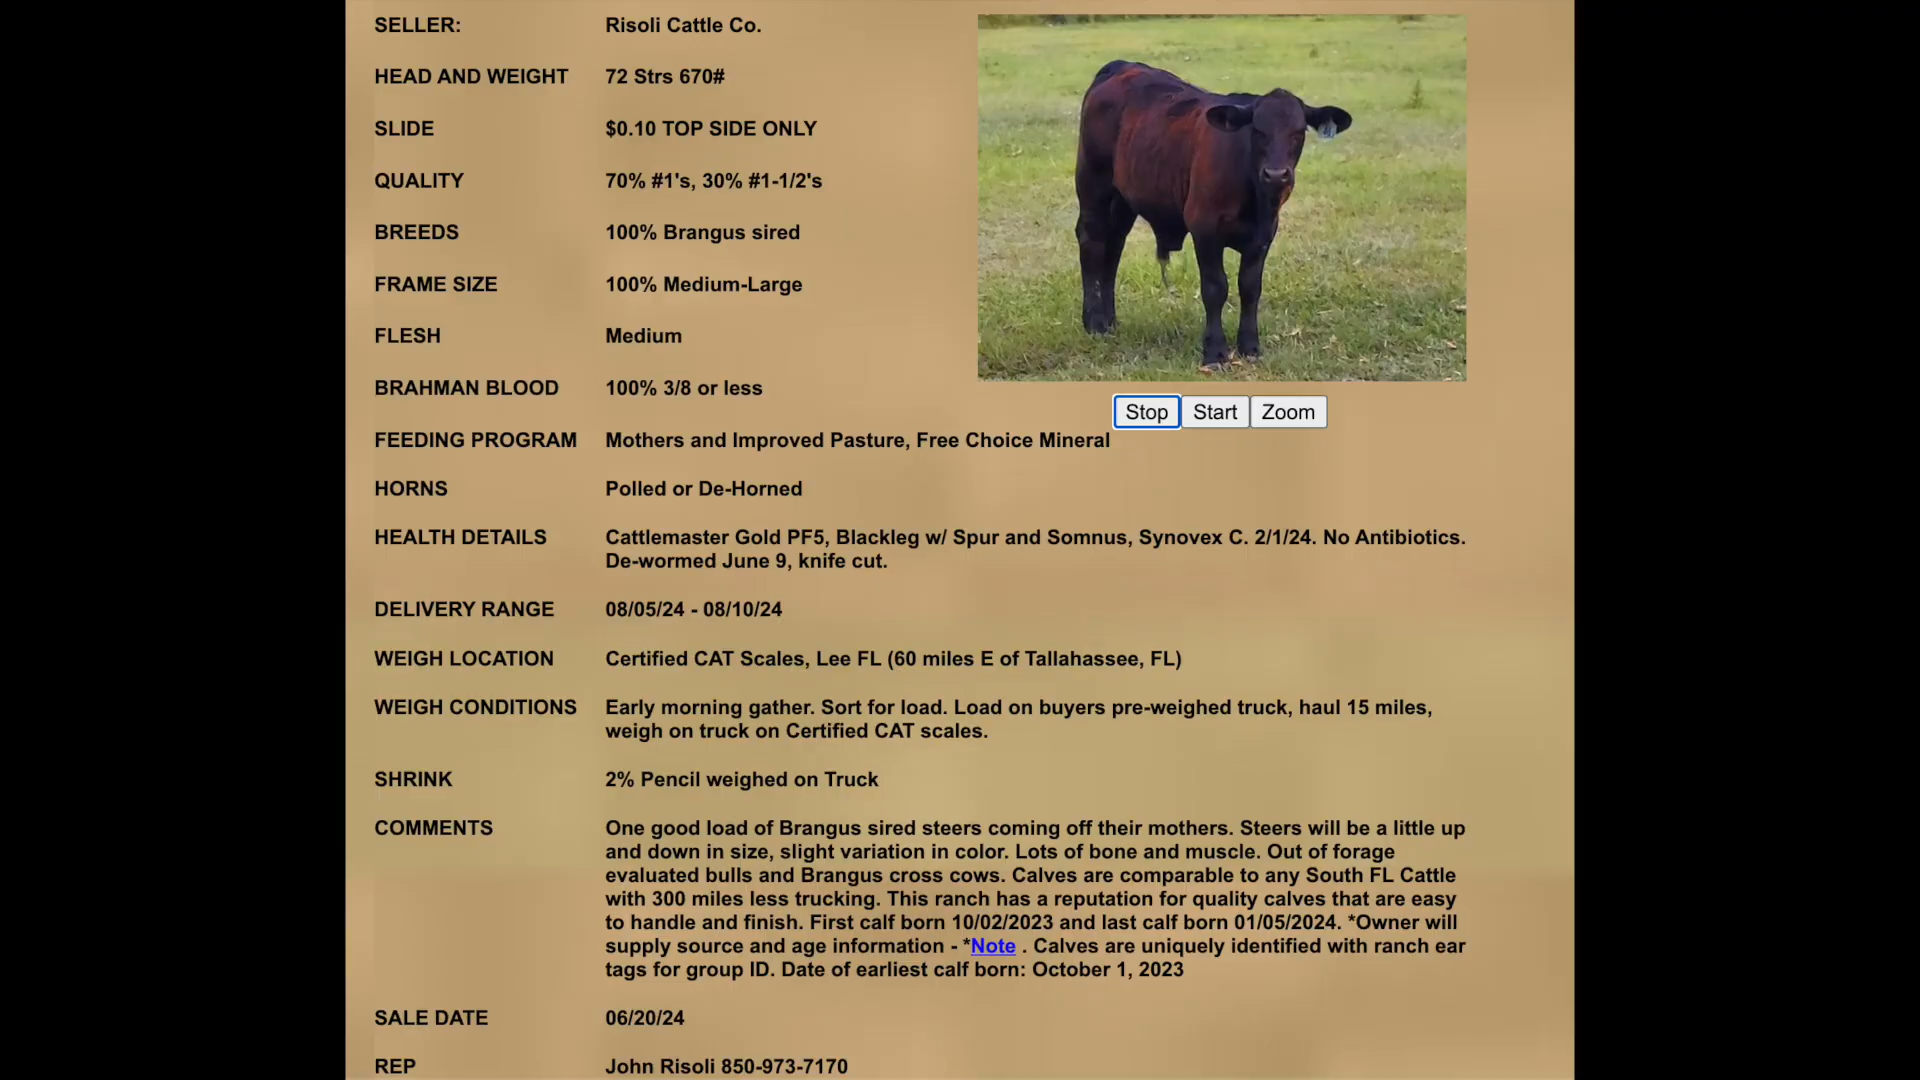 SELLER: Risoli Cattle Co.
HEAD AND WEIGHT 72 Strs 670#
SLIDE $0.10 TOP SIDE ONLY
QUALITY 70% #1's, 30% #1-1/2's
BREEDS 100% Brangus sired
FRAME SIZE 100% Medium-Large
FLESH Medium
BRAHMAN BLOOD 100% 3/8 or less
Stop Start Zoom
FEEDING PROGRAM Mothers and Improved Pasture, Free Choice Mineral
HORNS Polled or De-Horned
HEALTH DETAILS Cattlemaster Gold PF5, Blackleg w/ Spur and Somnus, Synovex C. 2/1/24. No Antibiotics.
De-wormed June 9, knife cut.
DELIVERY RANGE 08/05/24 - 08/10/24
WEIGH LOCATION Certified CAT Scales, Lee FL (60 miles E of Tallahassee, FL)
WEIGH CONDITIONS Early morning gather. Sort for load. Load on buyers pre-weighed truck, haul 15 miles,
weigh on truck on Certified CAT scales.
SHRINK 2% Pencil weighed on Truck
COMMENTS One good load of Brangus sired steers coming off their mothers. Steers will be a little up
and down in size, slight variation in color. Lots of bone and muscle. Out of forage
evaluated bulls and Brangus cross cows. Calves are comparable to any South FL Cattle
with 300 miles less trucking. This ranch has a reputation for quality calves that are easy
to handle and finish. First calf born 10/02/2023 and last calf born 01/05/2024. *Owner will
supply source and age information - *Note . Calves are uniquely identified with ranch ear
tags for group ID. Date of earliest calf born: October 1, 2023
SALE DATE 06/20/24
REP John Risoli 850-973-7170